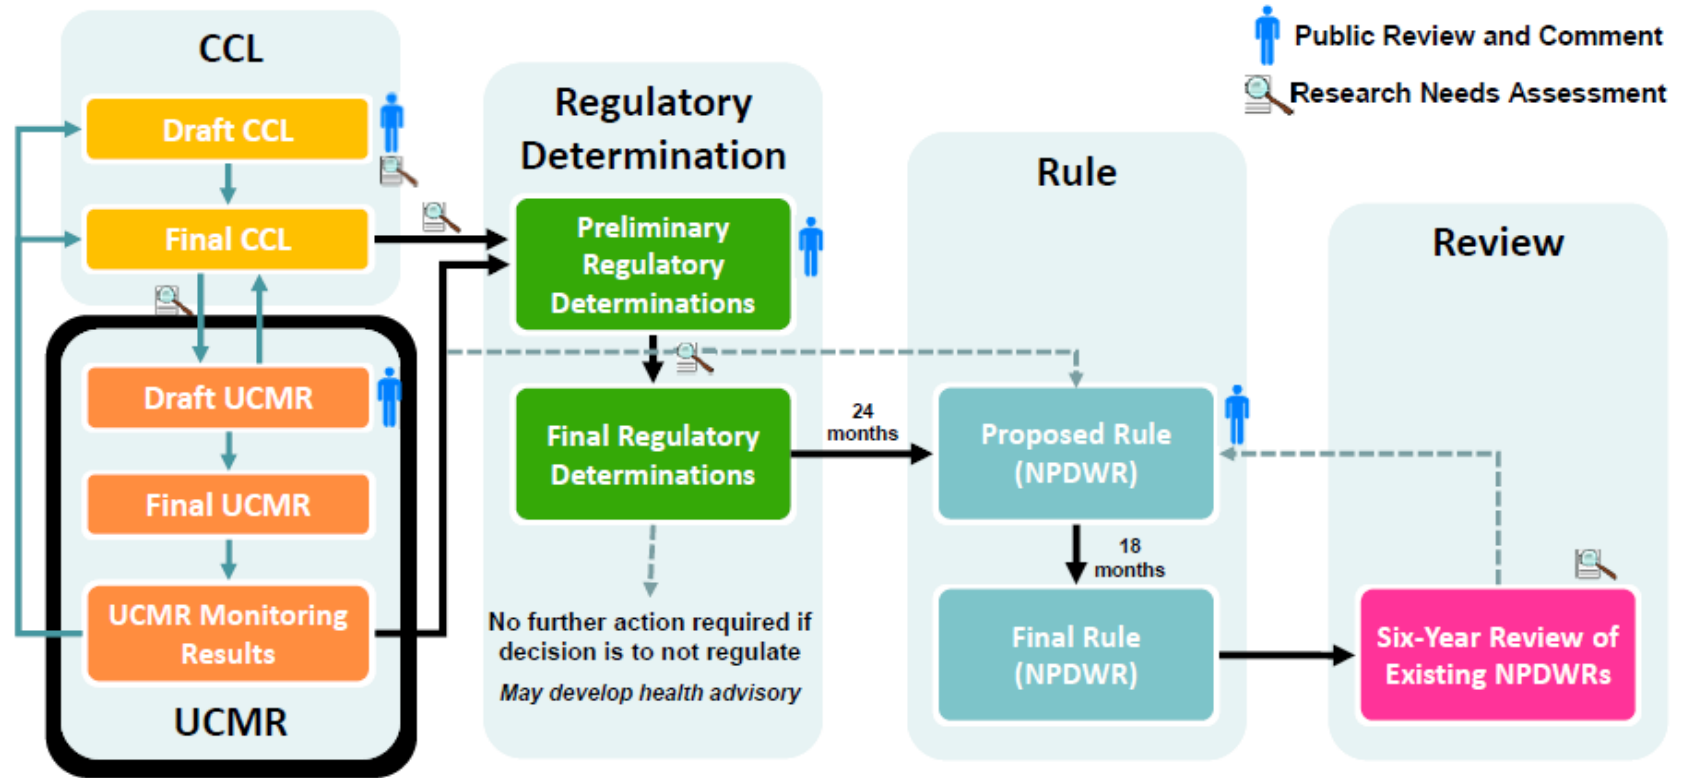 Public Review and Comment
Research Needs Assessment
CCL
Draft CCL
Final CCL
Draft UCMR
Final UCMR
UCMR Monitoring
Results
UCMR
Regulatory
Determination
Preliminary
Regulatory
Determinations
Final Regulatory
Determinations
No further action required if
decision is to not regulate
May develop health advisory
24
months
Rule
Proposed Rule
(NPDWR)
18
months
Final Rule
(NPDWR)
Review
Six-Year Review of
Existing NPDWRs